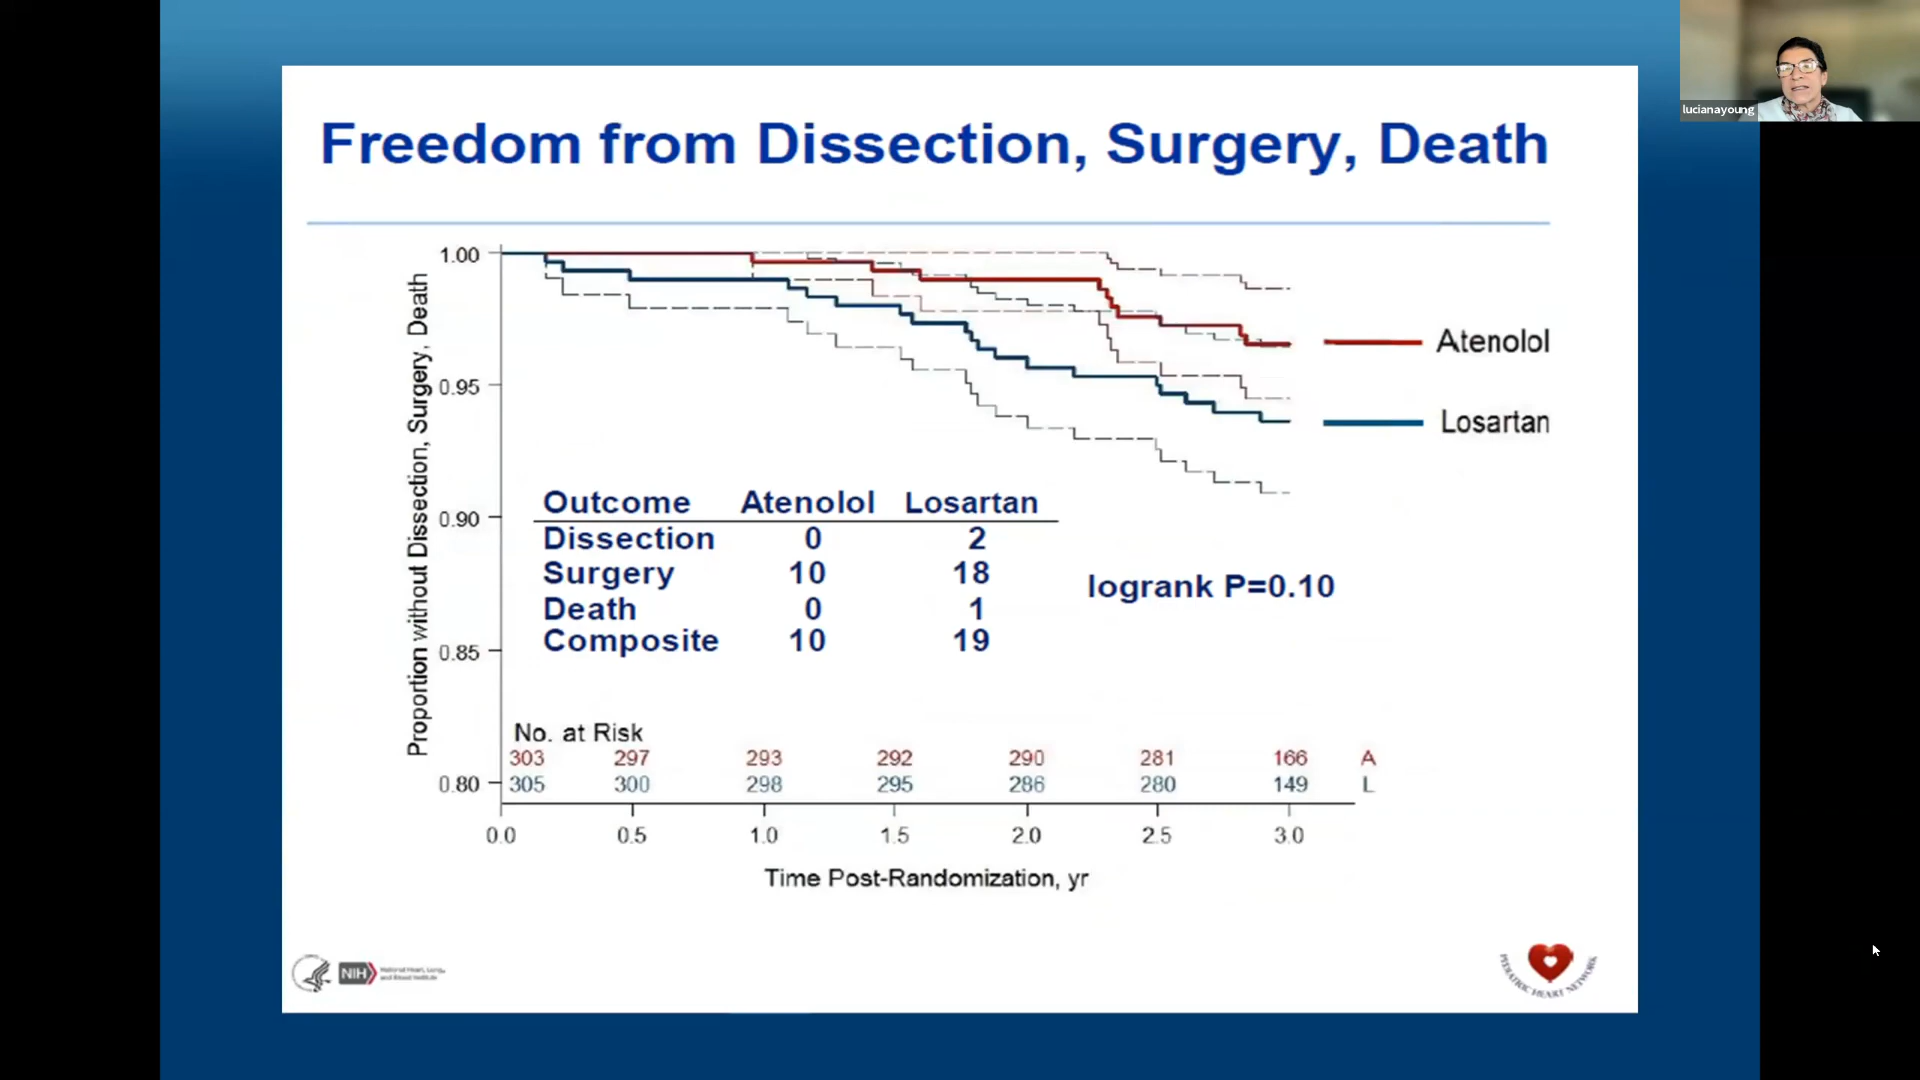 lucianayoung
Freedom from Dissection, Surgery, Death
Proportion without Dissection, Surgery, Death
1.00
0.95
0.90
0.85
0.80
Atenolol
Losartan
Outcome Atenolol Losartan
Dissection 0 2
Surgery 10 18
Death 0 1
Composite 10 19
logrank P=0.10
No. at Risk
303 297 293 292 290 281 166 A
305 300 298 295 286 280 149 L
0.0 0.5 1.0 1.5 2.0 2.5 3.0
Time Post-Randomization, yr
NIH
National Heart, Lung,
and Blood Institute
PEDIATRIC HEART NETWORK